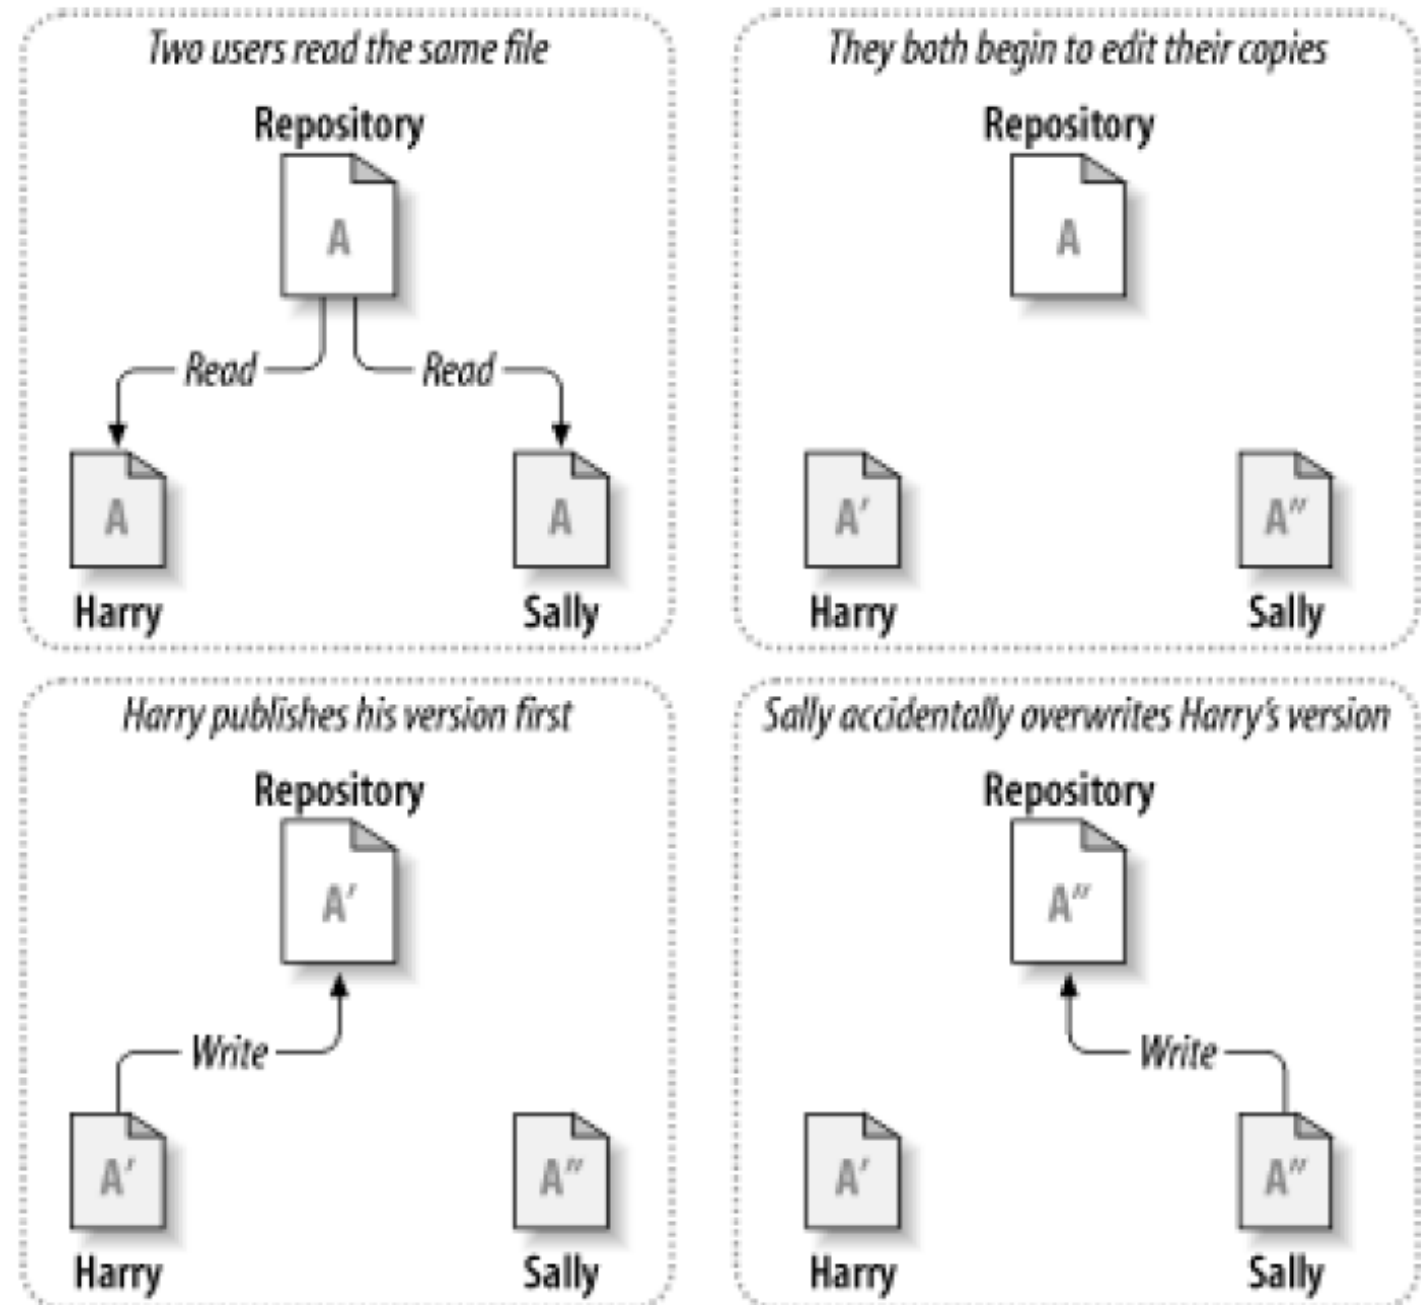 Two users read the same file
Repository
A
Read Read
A A
Harry Sally
They both begin to edit their copies
Repository
A
A′ A″
Harry Sally
Harry publishes his version first
Repository
A′
Write
A′ A″
Harry Sally
Sally accidentally overwrites Harry's version
Repository
A″
Write
A′ A″
Harry Sally